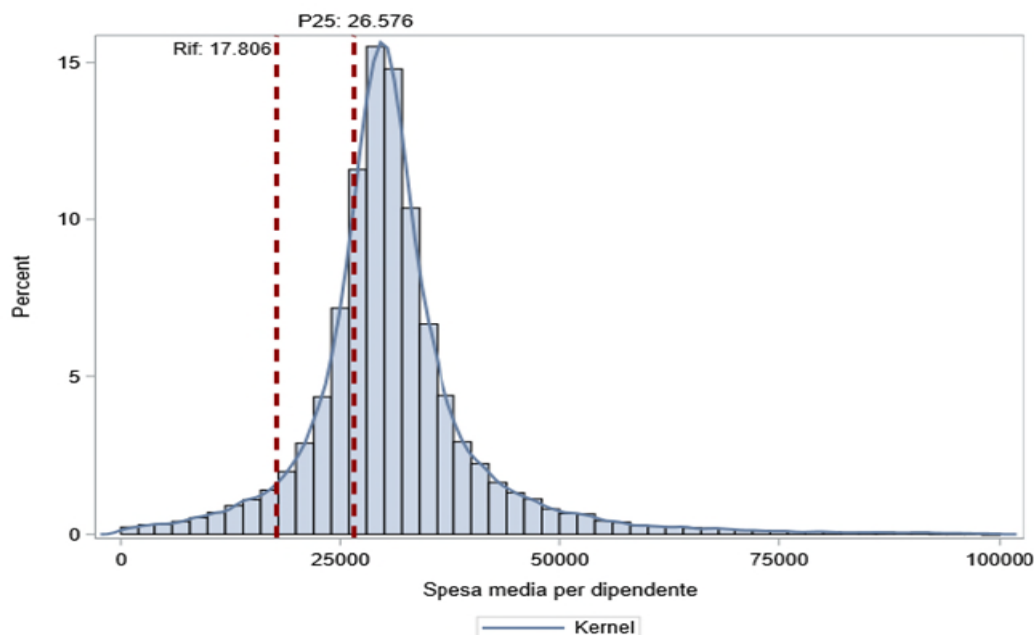 P25: 26.576
Rif: 17.806
15
10
5
0
Percent
0 25000 50000 75000 100000
Spesa media per dipendente
Kernel